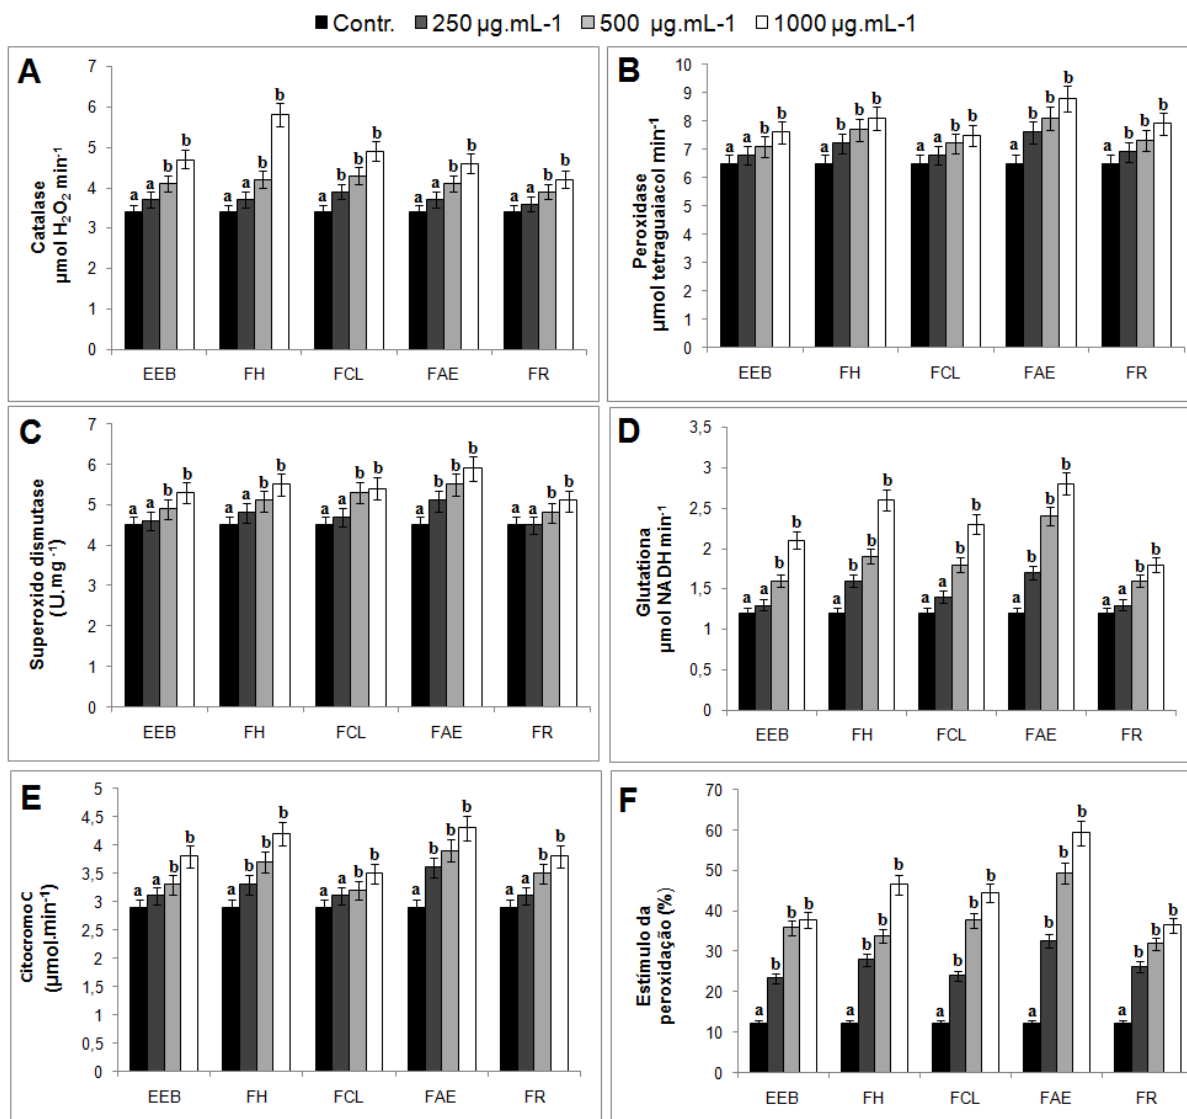 Contr. 250 µg.mL-1 500 µg.mL-1 1000 µg.mL-1
A
Catalase
µmol H₂O₂ min⁻¹
7
6
5
4
3
2
1
0
a a b b
a a b b
a b b b
a a b b
a a b b
EEB FH FCL FAE FR
B
Peroxidase
µmol tetraguaiacol min⁻¹
10
9
8
7
6
5
4
3
2
1
0
a a b b
a b b b
a a b b
a b b b
a b b b
EEB FH FCL FAE FR
C
Superoxido dismutase
(U.mg⁻¹)
7
6
5
4
3
2
1
0
a a b b
a a b b
a a b b
a b b b
a a b b
EEB FH FCL FAE FR
D
Glutationa
µmol NADH min⁻¹
3,5
3
2,5
2
1,5
1
0,5
0
a a b b
a b b b
a a b b
a b b b
a a b b
EEB FH FCL FAE FR
E
Citocromo C
(µmol.min⁻¹)
5
4,5
4
3,5
3
2,5
2
1,5
1
0,5
0
a a b b
a b b b
a a b b
a b b b
a a b b
EEB FH FCL FAE FR
F
Estímulo da
peroxidação (%)
70
60
50
40
30
20
10
0
a b b b
a b b b
a b b b
a b b b
a b b b
EEB FH FCL FAE FR